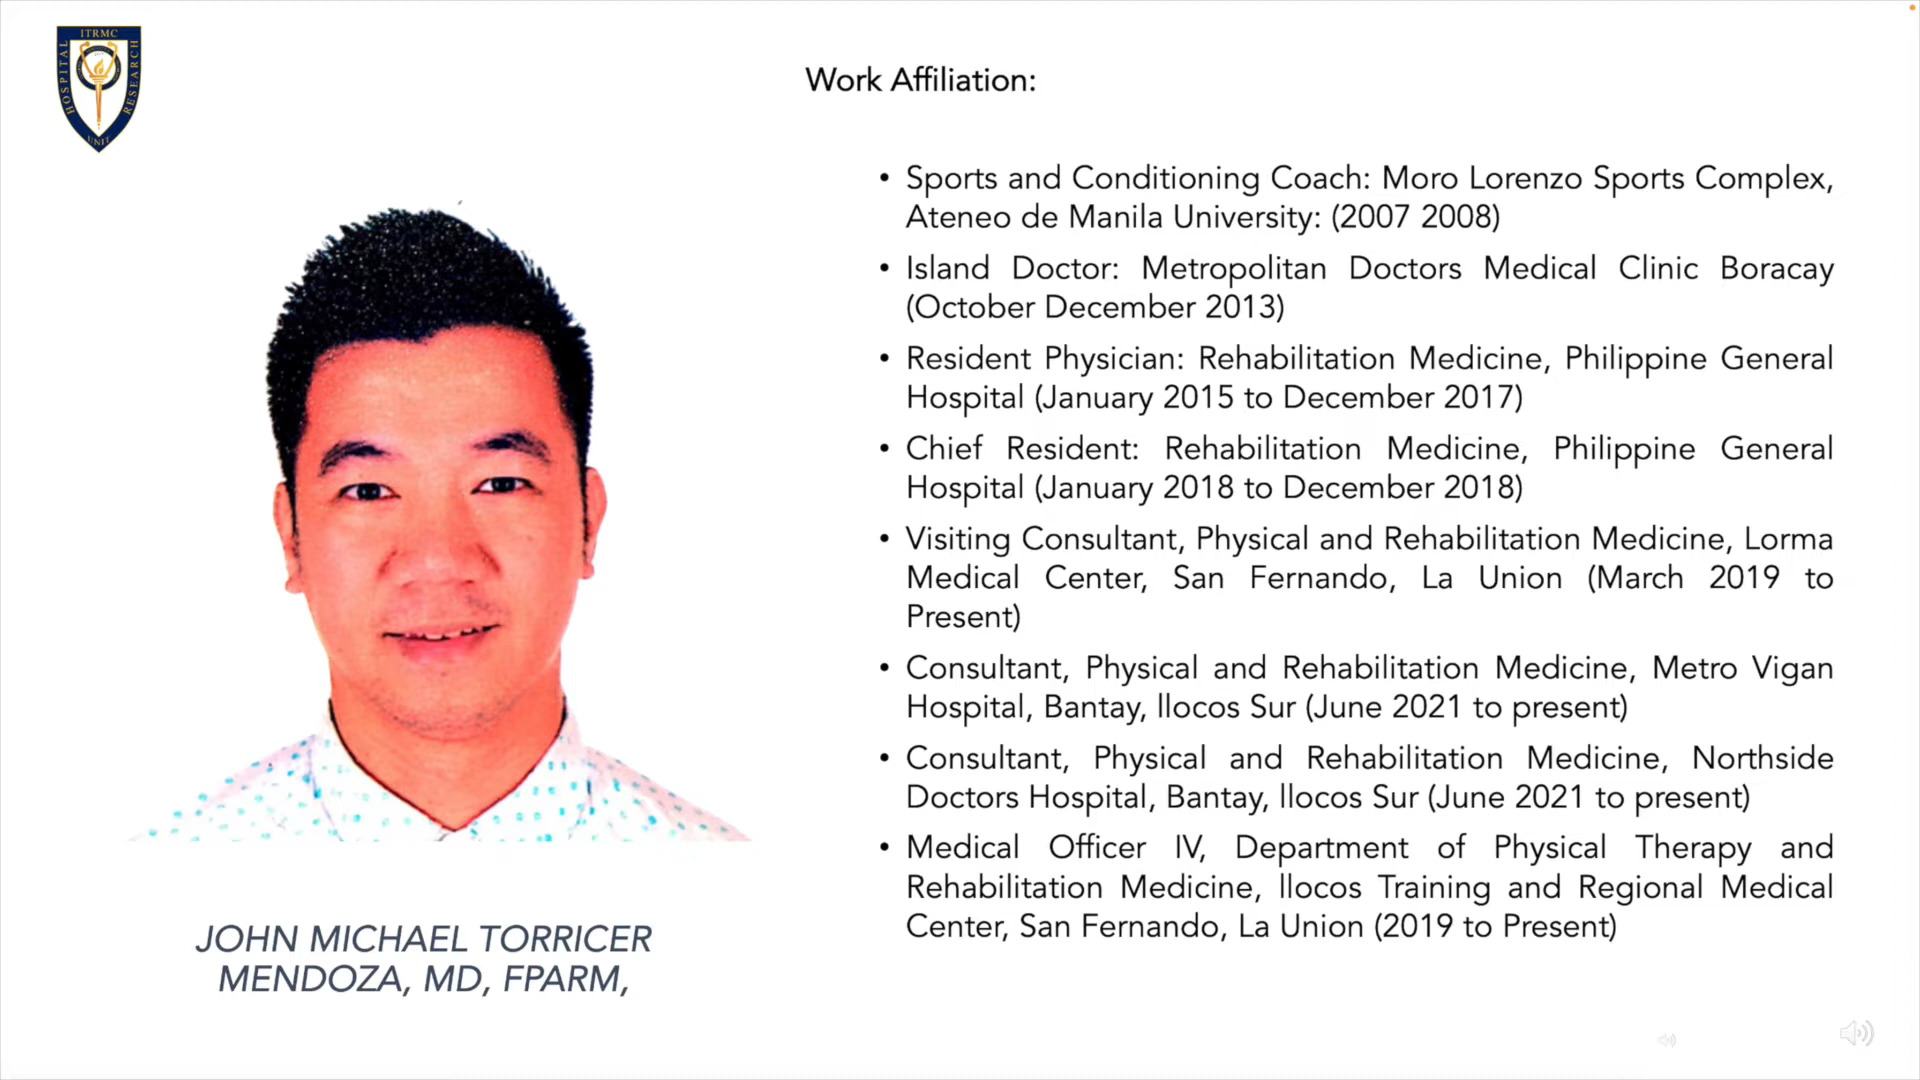 ITRMC
HOSPITAL
RESEARCH
UNIT
Work Affiliation:
• Sports and Conditioning Coach: Moro Lorenzo Sports Complex,
Ateneo de Manila University: (2007 2008)
• Island Doctor: Metropolitan Doctors Medical Clinic Boracay
(October December 2013)
• Resident Physician: Rehabilitation Medicine, Philippine General
Hospital (January 2015 to December 2017)
• Chief Resident: Rehabilitation Medicine, Philippine General
Hospital (January 2018 to December 2018)
• Visiting Consultant, Physical and Rehabilitation Medicine, Lorma
Medical Center, San Fernando, La Union (March 2019 to
Present)
• Consultant, Physical and Rehabilitation Medicine, Metro Vigan
Hospital, Bantay, llocos Sur (June 2021 to present)
• Consultant, Physical and Rehabilitation Medicine, Northside
Doctors Hospital, Bantay, llocos Sur (June 2021 to present)
• Medical Officer IV, Department of Physical Therapy and
Rehabilitation Medicine, llocos Training and Regional Medical
Center, San Fernando, La Union (2019 to Present)
JOHN MICHAEL TORRICER
MENDOZA, MD, FPARM,